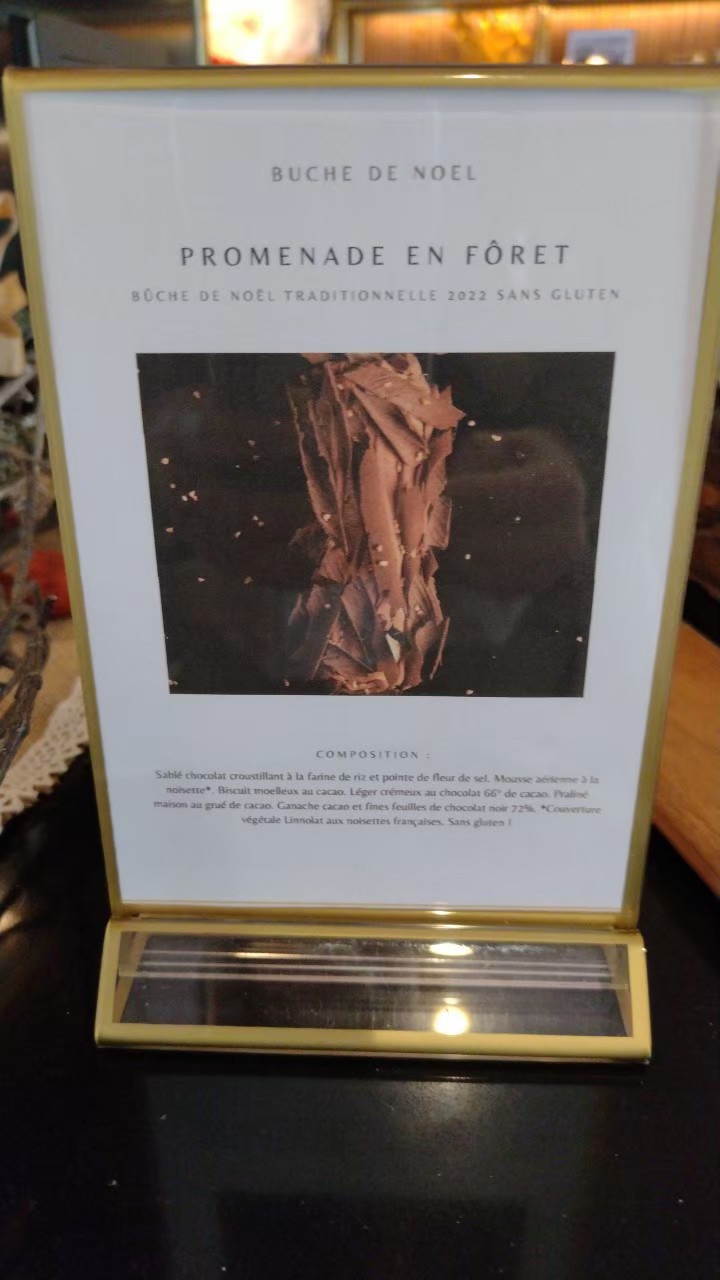 BUCHE DE NOEL
PROMENADE EN FÔRET
BÛCHE DE NOËL TRADITIONNELLE 2022 SANS GLUTEN
COMPOSITION :
Sablé chocolat croustillant à la farine de riz et pointe de fleur de sel. Mousse aérienne à la
noisette*. Biscuit moelleux au cacao. Léger crémeux au chocolat 66° de cacao. Praliné
maison au grué de cacao. Ganache cacao et fines feuilles de chocolat noir 72%. *Couverture
végétale Linnolat aux noisettes françaises. Sans gluten !